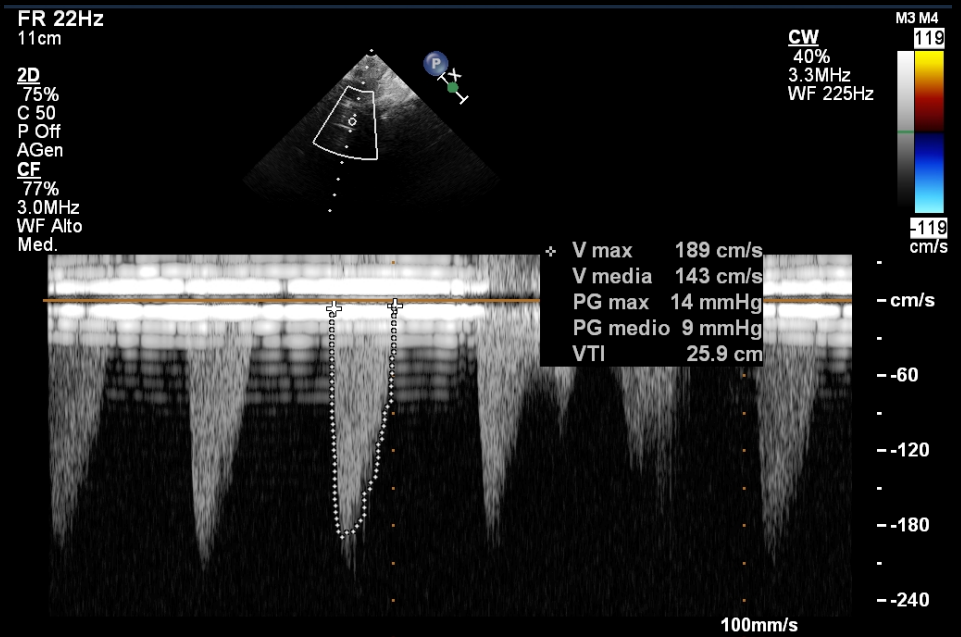 FR 22Hz
11cm
2D
75%
C 50
P Off
AGen
CF
77%
3.0MHz
WF Alto
Med.
P
X
CW
40%
3.3MHz
WF 225Hz
M3 M4
119
-119
cm/s
V max 189 cm/s
V media 143 cm/s
PG max 14 mmHg
PG medio 9 mmHg
VTI 25.9 cm
cm/s
-60
-120
-180
-240
100mm/s